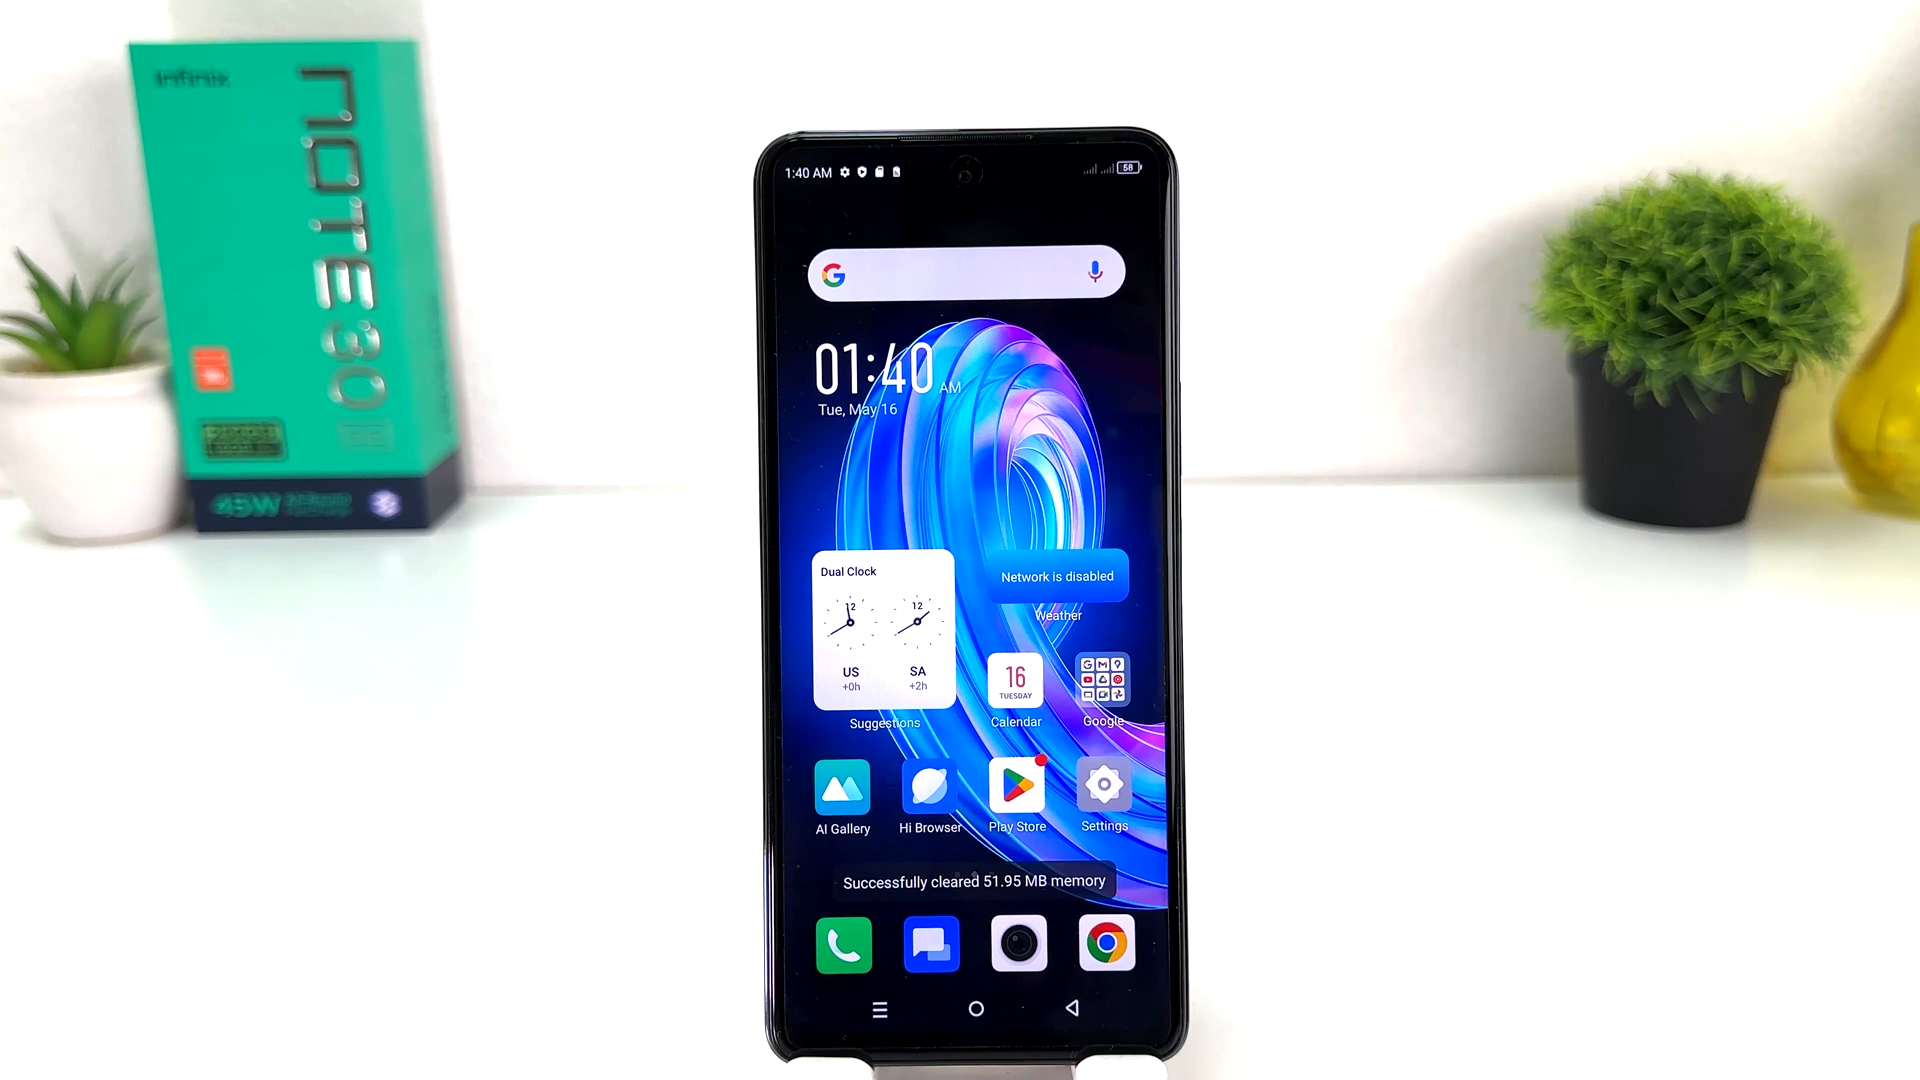 Infinix
NOTE 30
45W
1:40 AM
58
01:40 AM
Tue, May 16
Dual Clock
12
12
US
SA
+0h
+2h
Suggestions
Network is disabled
Weather
16
TUESDAY
Calendar
Google
AI Gallery
Hi Browser
Play Store
Settings
Successfully cleared 51.95 MB memory